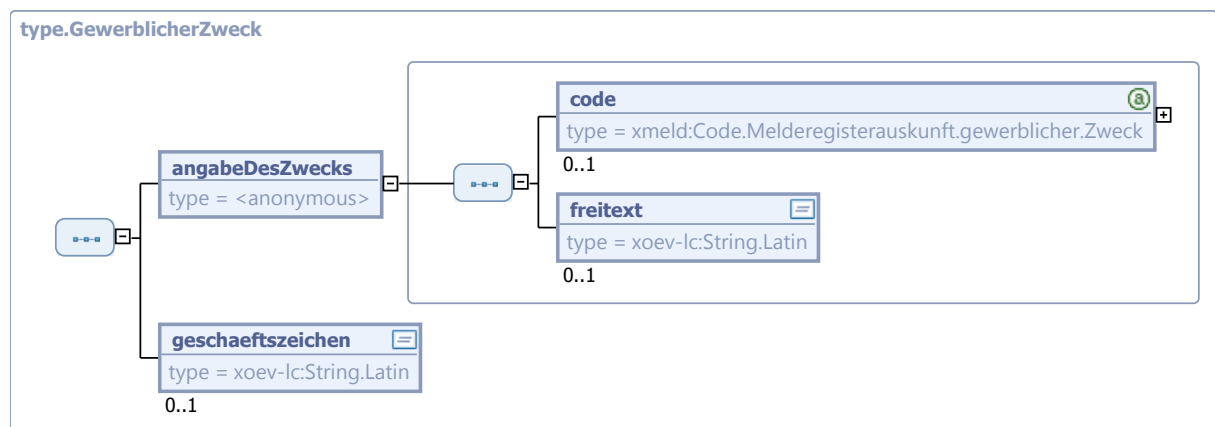 type.GewerblicherZweck
code
type = xmeld:Code.Melderegisterauskunft.gewerblicher.Zweck
0..1
angabeDesZwecks
type = <anonymous>
freitext
type = xoev-lc:String.Latin
0..1
geschaeftszeichen
type = xoev-lc:String.Latin
0..1